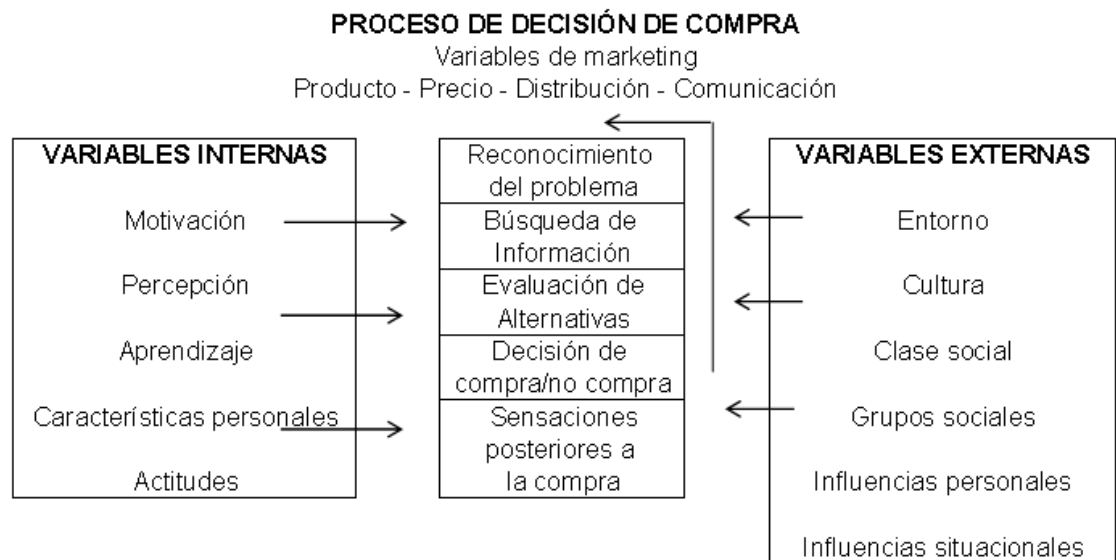 PROCESO DE DECISIÓN DE COMPRA
Variables de marketing
Producto - Precio - Distribución - Comunicación
VARIABLES INTERNAS
Motivación
Percepción
Aprendizaje
Características personales
Actitudes
Reconocimiento
del problema
Búsqueda de
Información
Evaluación de
Alternativas
Decisión de
compra/no compra
Sensaciones
posteriores a
la compra
VARIABLES EXTERNAS
Entorno
Cultura
Clase social
Grupos sociales
Influencias personales
Influencias situacionales